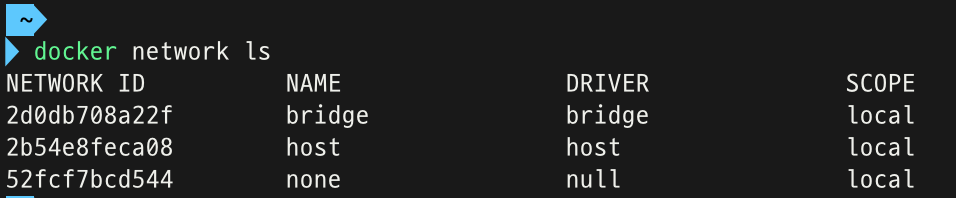 ~
docker network ls
NETWORK ID NAME DRIVER SCOPE
2d0db708a22f bridge bridge local
2b54e8feca08 host host local
52fcf7bcd544 none null local